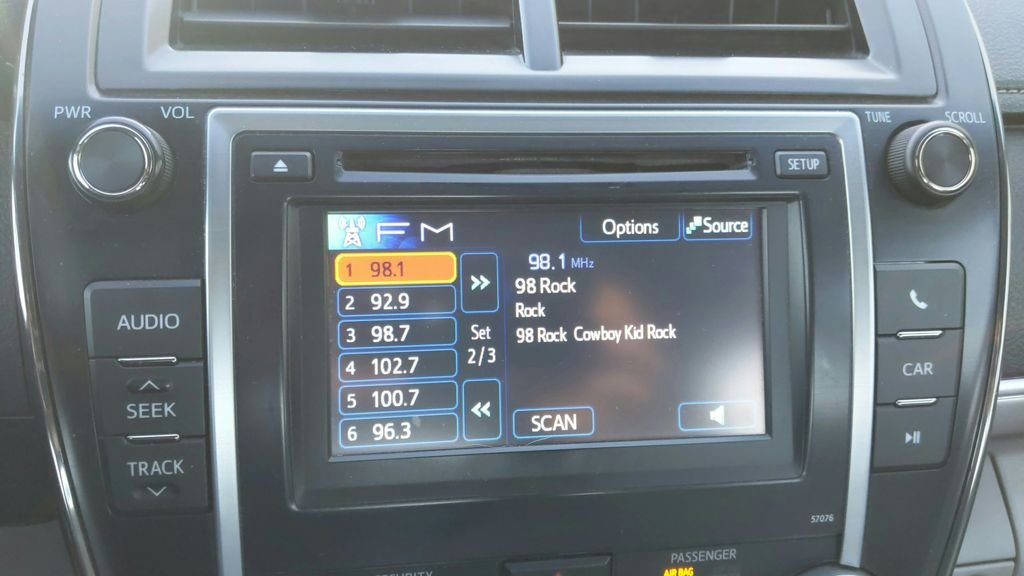 PWR VOL TUNE SCROLL
SETUP
FM Options Source
1 98.1
2 92.9
3 98.7
4 102.7
5 100.7
6 96.3
Set
2/3
98.1 MHz
98 Rock
Rock
98 Rock Cowboy Kid Rock
SCAN
AUDIO
SEEK
TRACK
CAR
57076
SECURITY
PASSENGER
AIR BAG